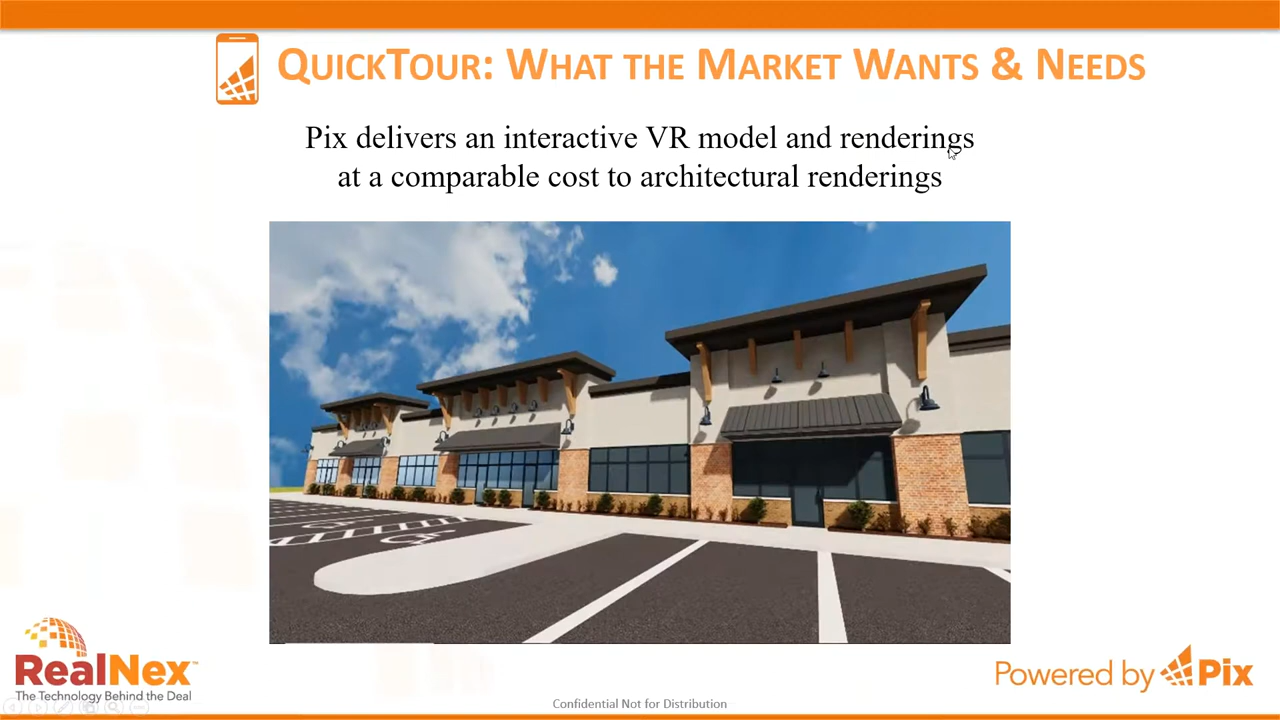 QUICKTOUR: WHAT THE MARKET WANTS & NEEDS
Pix delivers an interactive VR model and renderings
at a comparable cost to architectural renderings
RealNex™
The Technology Behind the Deal
Confidential Not for Distribution
Powered by Pix